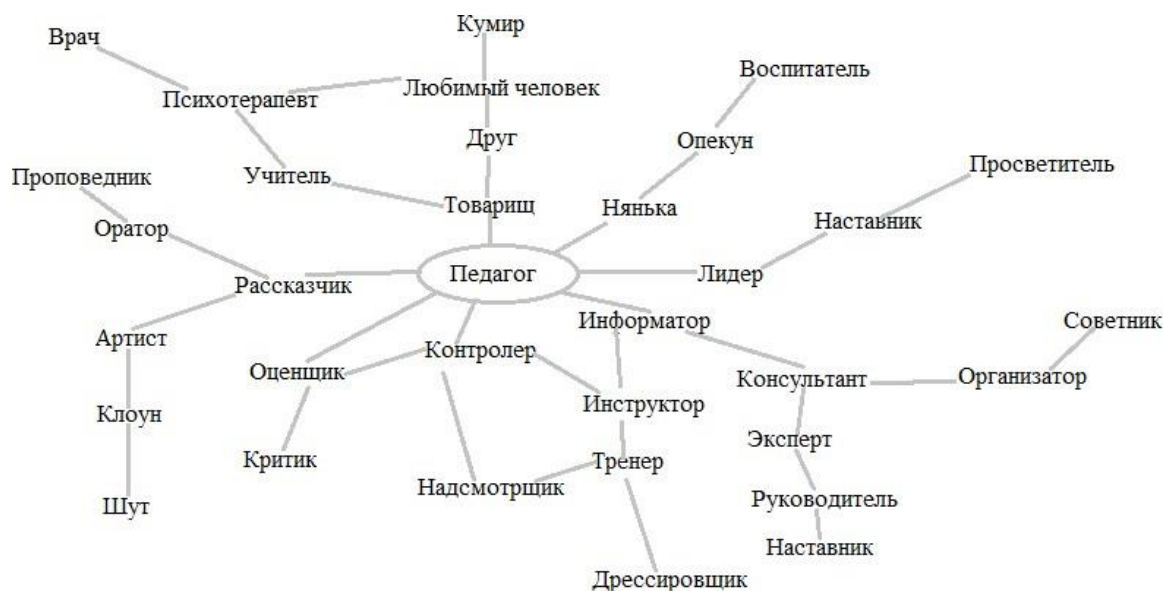 Кумир
Врач
Воспитатель
Любимый человек
Психотерапевт
Друг
Опекун
Просветитель
Проповедник
Учитель
Товарищ
Нянька
Наставник
Оратор
Педагог
Лидер
Рассказчик
Информатор
Советник
Артист
Контролер
Оценщик
Консультант
Организатор
Инструктор
Клоун
Эксперт
Критик
Тренер
Надсмотрщик
Руководитель
Шут
Наставник
Дрессировщик